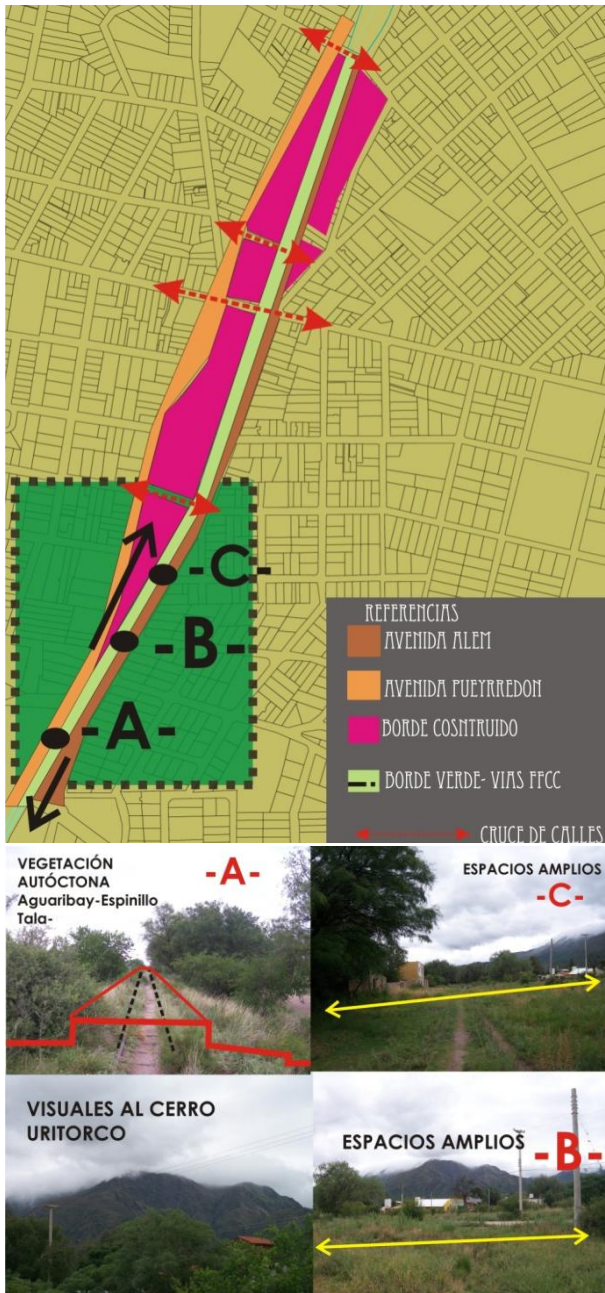 -C-
-B-
-A-
REFERENCIAS
AVENIDA ALEM
AVENIDA PUEYRREDON
BORDE COSNTRUIDO
BORDE VERDE- VIAS FFCC
CRUCE DE CALLES
VEGETACIÓN
AUTÓCTONA
Aguaribay-Espinillo
Tala-
-A-
ESPACIOS AMPLIOS
-C-
VISUALES AL CERRO
URITORCO
ESPACIOS AMPLIOS
-B-